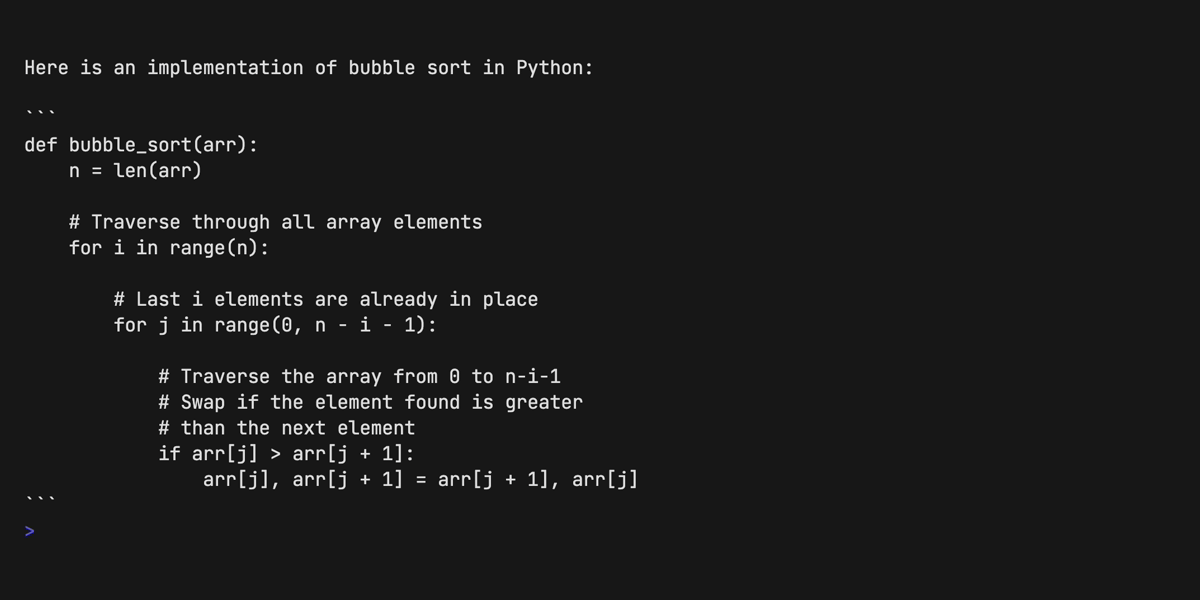 Here is an implementation of bubble sort in Python:
```
def bubble_sort(arr):
    n = len(arr)
    # Traverse through all array elements
    for i in range(n):
        # Last i elements are already in place
        for j in range(0, n - i - 1):
            # Traverse the array from 0 to n-i-1
            # Swap if the element found is greater
            # than the next element
            if arr[j] > arr[j + 1]:
                arr[j], arr[j + 1] = arr[j + 1], arr[j]
```
>